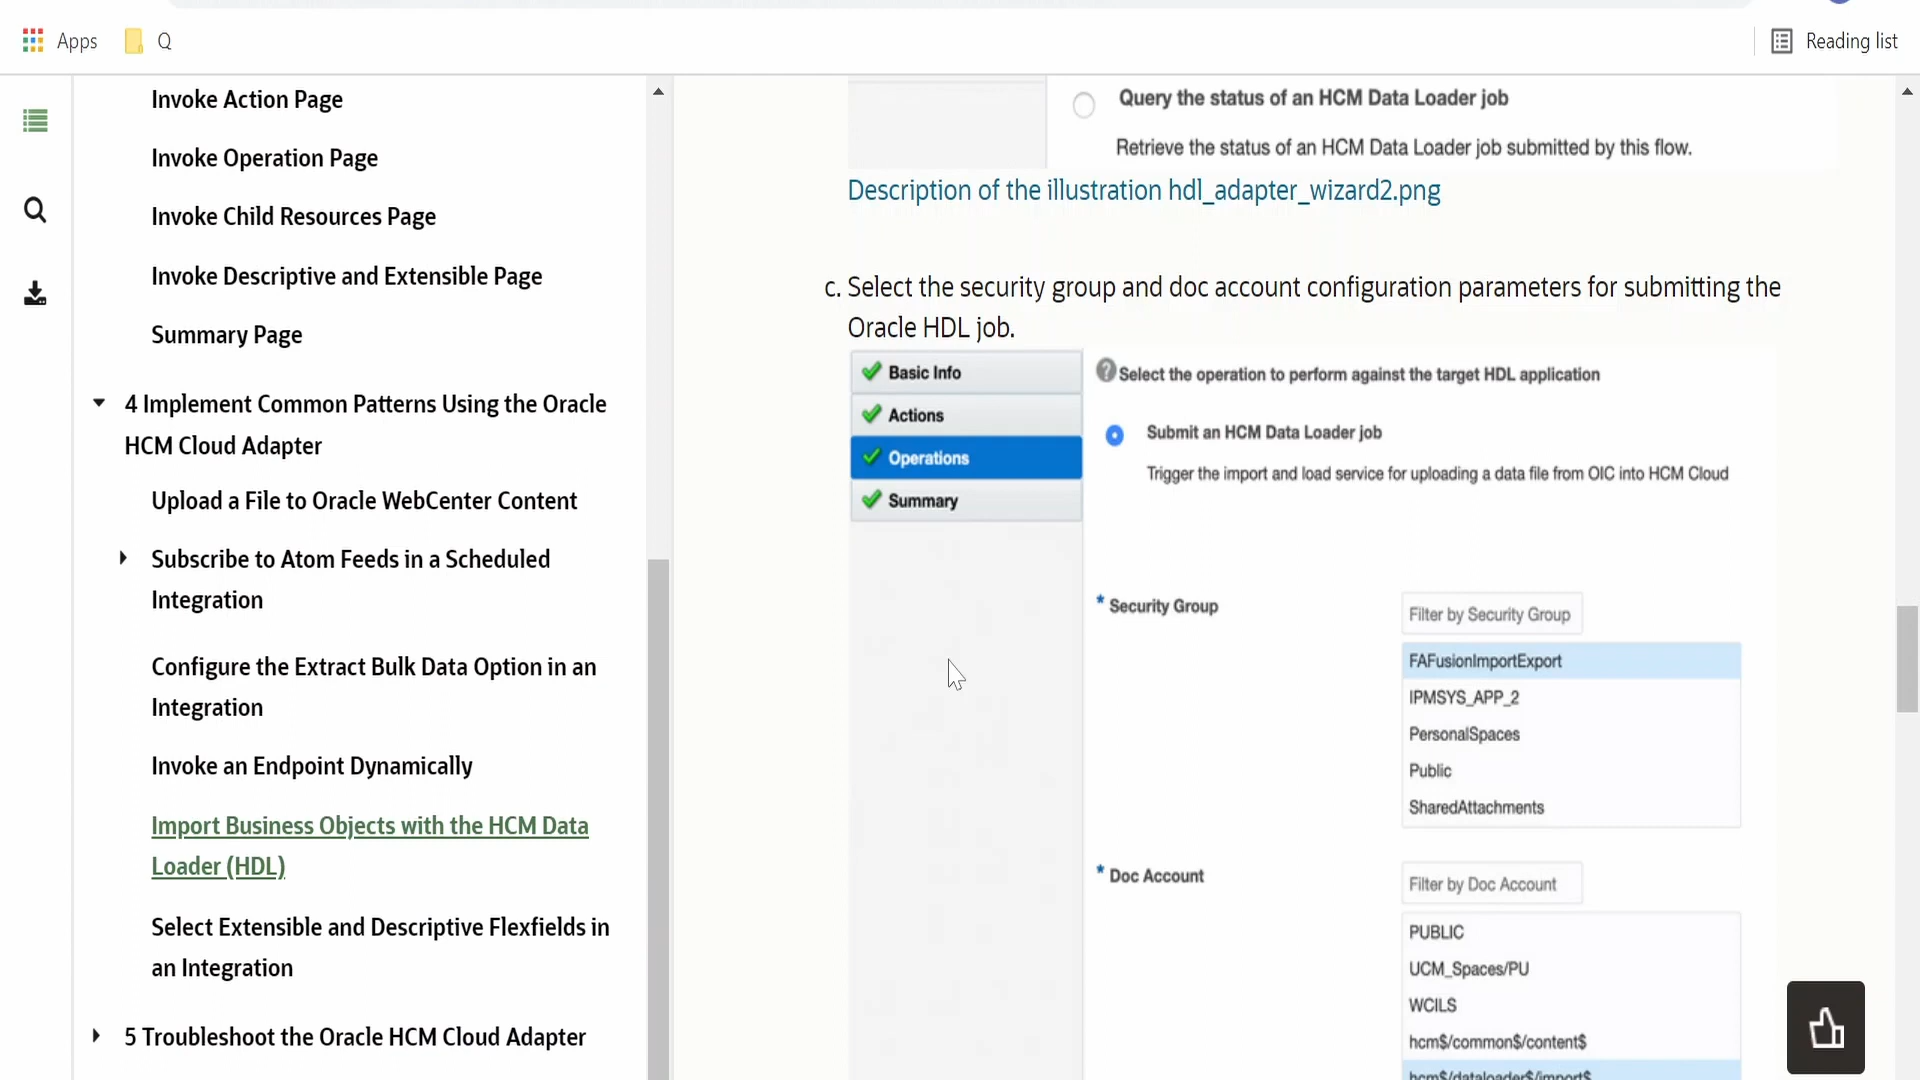 Apps
Q
Reading list
Invoke Action Page
Invoke Operation Page
Invoke Child Resources Page
Invoke Descriptive and Extensible Page
Summary Page
4 Implement Common Patterns Using the Oracle
HCM Cloud Adapter
Upload a File to Oracle WebCenter Content
Subscribe to Atom Feeds in a Scheduled
Integration
Configure the Extract Bulk Data Option in an
Integration
Invoke an Endpoint Dynamically
Import Business Objects with the HCM Data
Loader (HDL)
Select Extensible and Descriptive Flexfields in
an Integration
5 Troubleshoot the Oracle HCM Cloud Adapter
Query the status of an HCM Data Loader job
Retrieve the status of an HCM Data Loader job submitted by this flow.
Description of the illustration hdl_adapter_wizard2.png
c. Select the security group and doc account configuration parameters for submitting the
Oracle HDL job.
Basic Info
Actions
Operations
Summary
? Select the operation to perform against the target HDL application
Submit an HCM Data Loader job
Trigger the import and load service for uploading a data file from OIC into HCM Cloud
* Security Group
Filter by Security Group
FAFusionImportExport
IPMSYS_APP_2
PersonalSpaces
Public
SharedAttachments
* Doc Account
Filter by Doc Account
PUBLIC
UCM_Spaces/PU
WCILS
hcm$/common$/content$
hcm$/dataloader$/import$